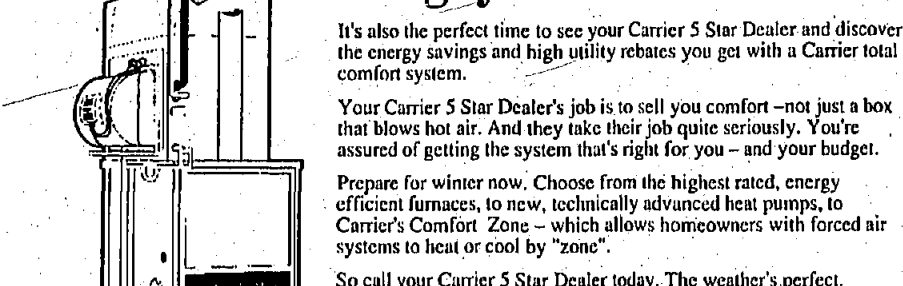 It's also the perfect time to see your Carrier 5 Star Dealer and discover
the energy savings and high utility rebates you get with a Carrier total
comfort system.
Your Carrier 5 Star Dealer's job is to sell you comfort –not just a box
that blows hot air. And they take their job quite seriously. You're
assured of getting the system that's right for you – and your budget.
Prepare for winter now. Choose from the highest rated, energy
efficient furnaces, to new, technically advanced heat pumps, to
Carrier's Comfort Zone – which allows homeowners with forced air
systems to heat or cool by "zone".
So call your Carrier 5 Star Dealer today. The weather's perfect.